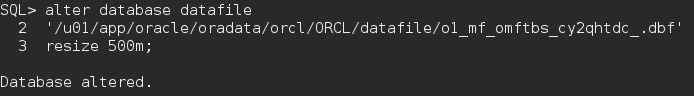 SQL> alter database datafile
2 '/u01/app/oracle/oradata/orcl/ORCL/datafile/o1_mf_omftbs_cy2qhtdc_.dbf'
3 resize 500m;
Database altered.